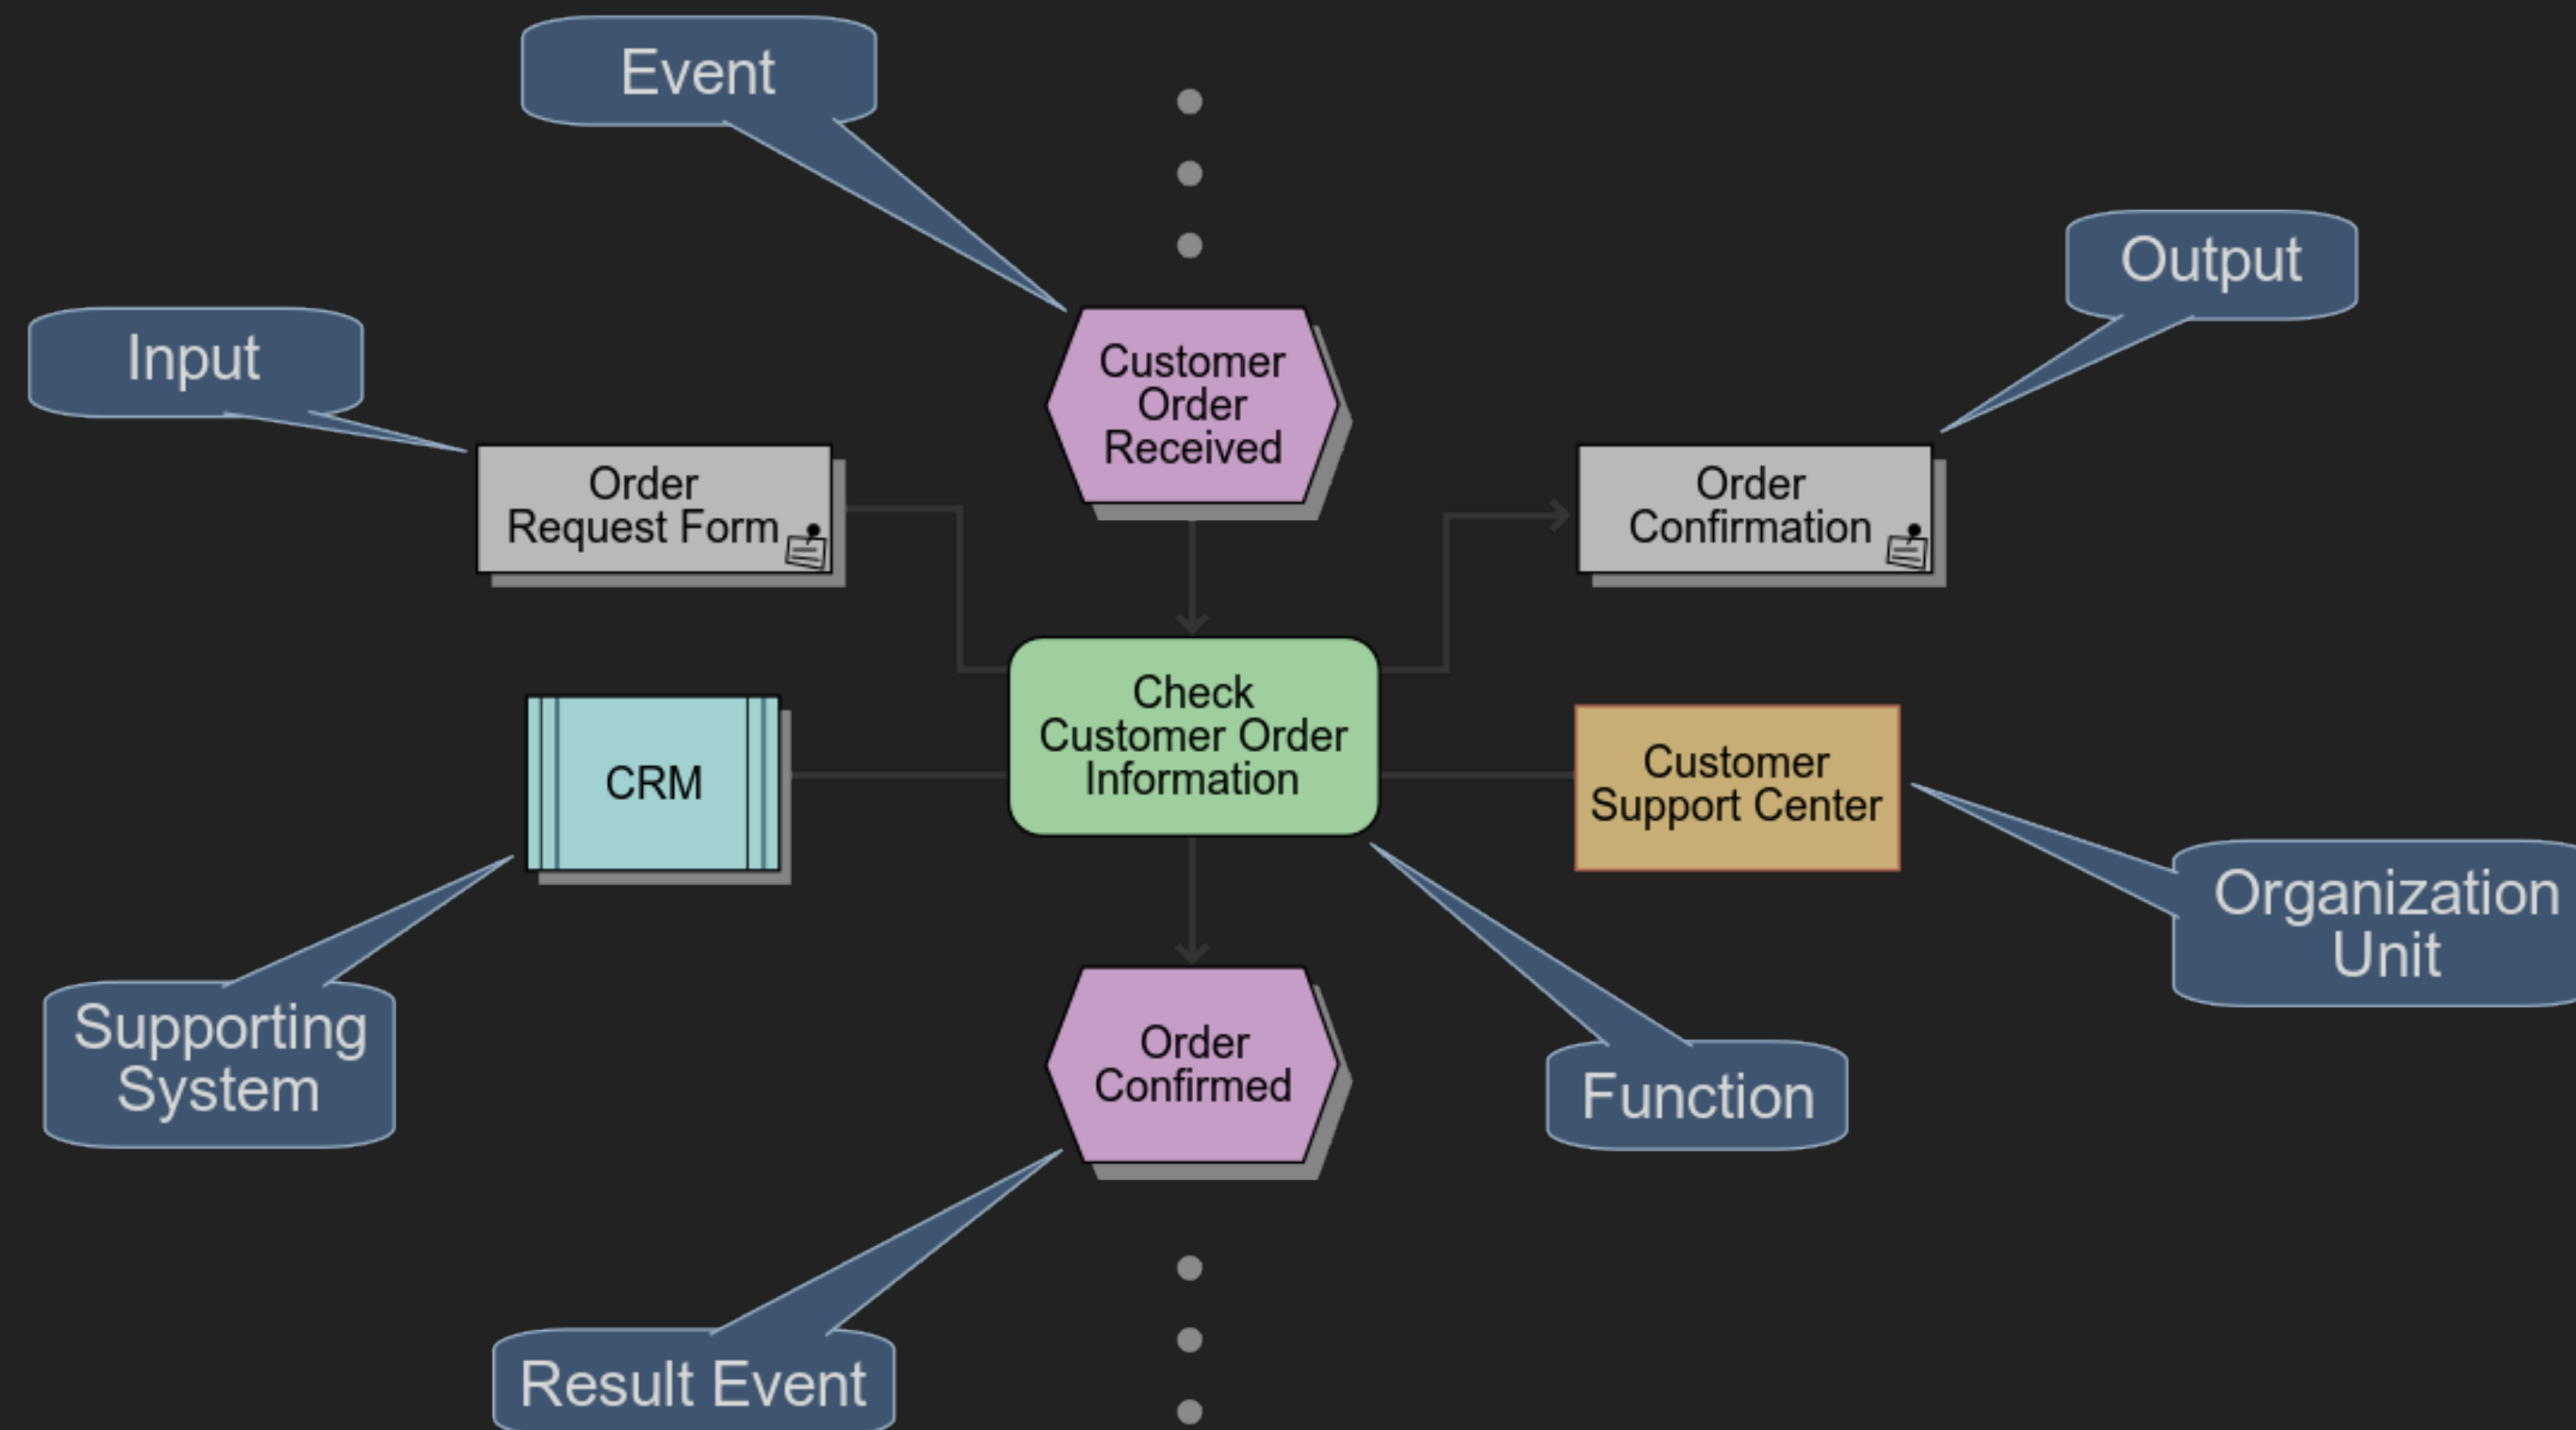 Event
Output
Input
Customer
Order
Received
Order
Request Form
Order
Confirmation
Check
Customer Order
Information
CRM
Customer
Support Center
Organization
Unit
Supporting
System
Order
Confirmed
Function
Result Event